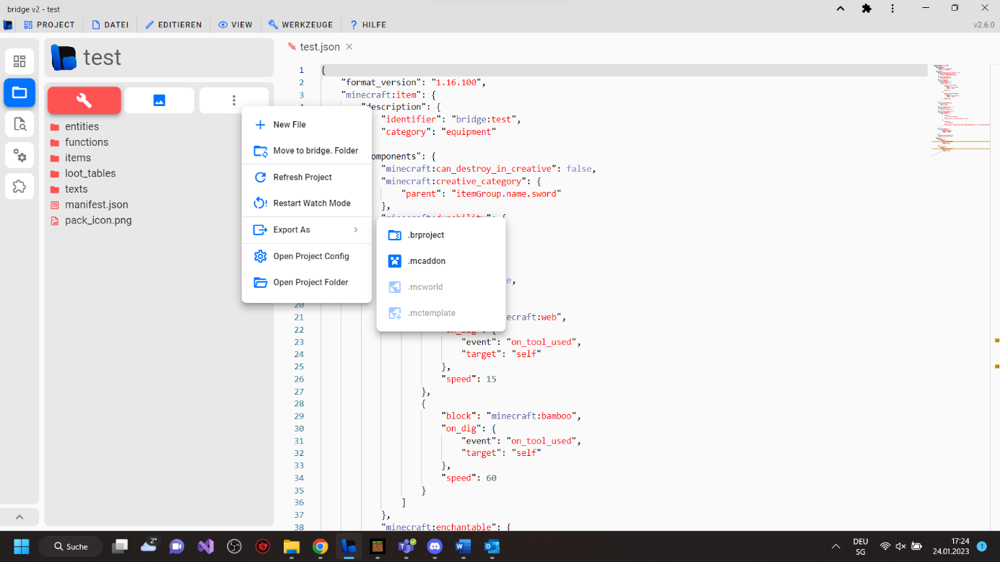 bridge v2 - test
PROJECT DATEI EDITIEREN VIEW WERKZEUGE ? HILFE v2.6.0
test
entities
functions
items
loot_tables
texts
manifest.json
pack_icon.png
New File
Move to bridge. Folder
Refresh Project
Restart Watch Mode
Export As
Open Project Config
Open Project Folder
.brproject
.mcaddon
.mcworld
.mctemplate
test.json
1 {
2 "format_version": "1.16.100",
3 "minecraft:item": {
"description": {
"identifier": "bridge:test",
"category": "equipment"
omponents": {
"minecraft:can_destroy_in_creative": false,
"minecraft:creative_category": {
"parent": "itemGroup.name.sword"
},
"minecraft:durability": {
e,
20
21 ecraft:web",
22 "on_dig": {
23 "event": "on_tool_used",
24 "target": "self"
25 },
26 "speed": 15
27 },
28 {
29 "block": "minecraft:bamboo",
30 "on_dig": {
31 "event": "on_tool_used",
32 "target": "self"
33 },
34 "speed": 60
35 }
36 ]
37 },
38 "minecraft:enchantable": {
2°
Suche
DEU
SG
17:24
24.01.2023
1